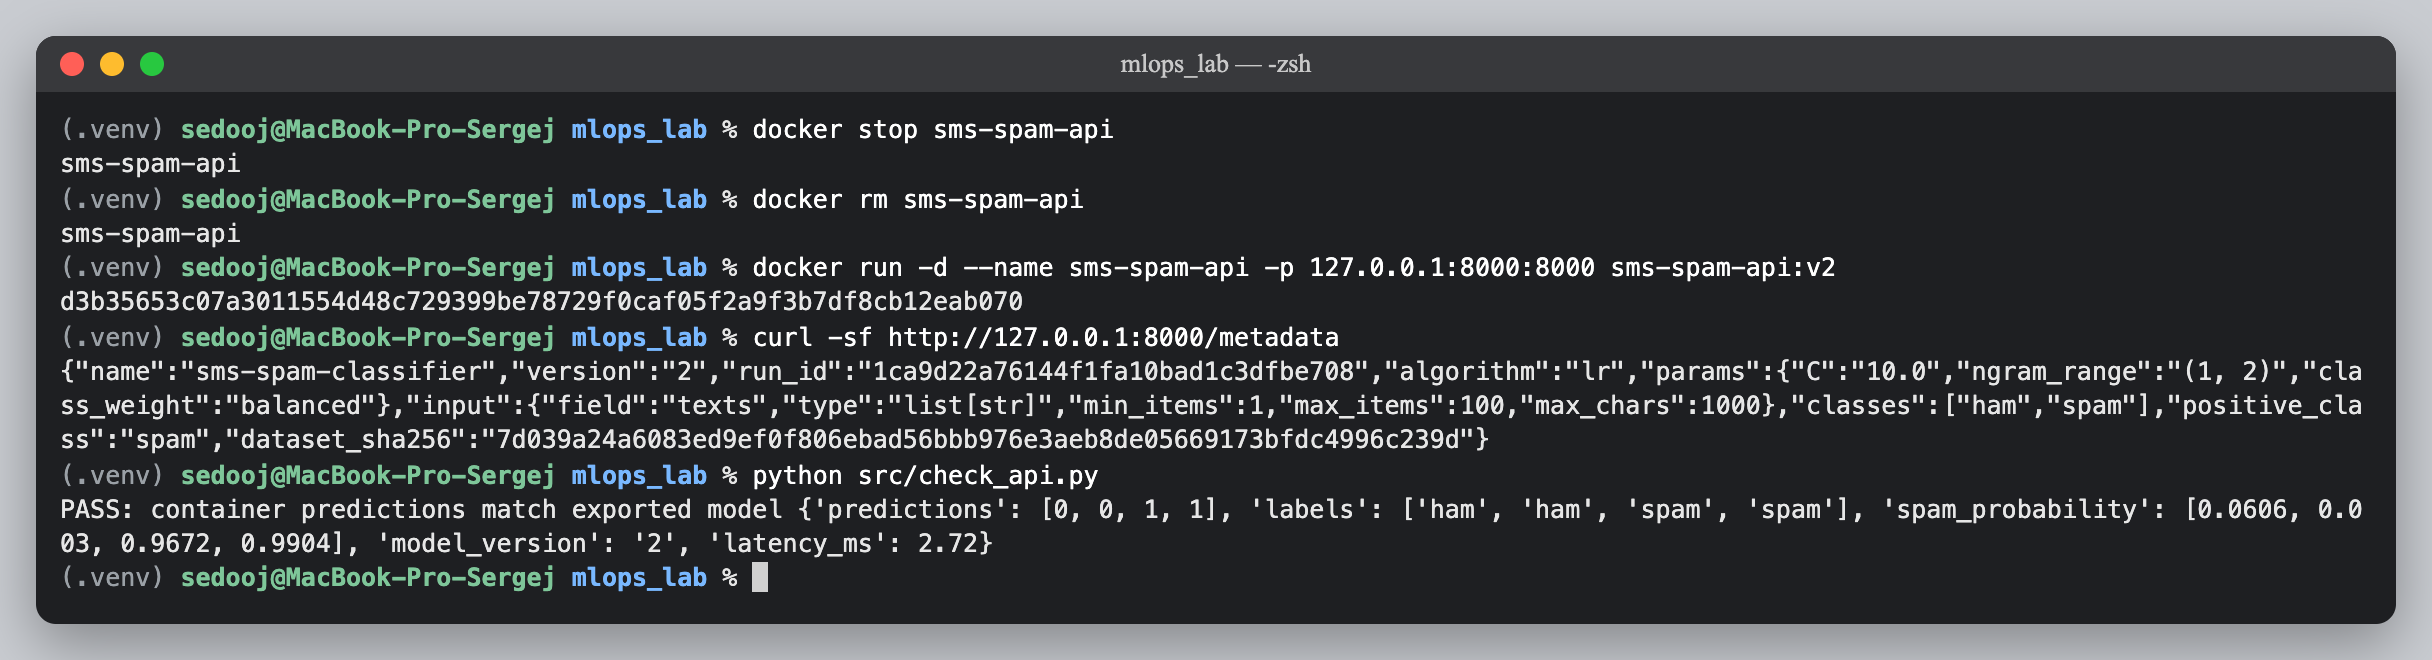 mlops_lab — -zsh
(.venv) sedooj@MacBook-Pro-Sergej mlops_lab % docker stop sms-spam-api
sms-spam-api
(.venv) sedooj@MacBook-Pro-Sergej mlops_lab % docker rm sms-spam-api
sms-spam-api
(.venv) sedooj@MacBook-Pro-Sergej mlops_lab % docker run -d --name sms-spam-api -p 127.0.0.1:8000:8000 sms-spam-api:v2
d3b35653c07a3011554d48c729399be78729f0caf05f2a9f3b7df8cb12eab070
(.venv) sedooj@MacBook-Pro-Sergej mlops_lab % curl -sf http://127.0.0.1:8000/metadata
{"name":"sms-spam-classifier","version":"2","run_id":"1ca9d22a76144f1fa10bad1c3dfbe708","algorithm":"lr","params":{"C":"10.0","ngram_range":"(1, 2)","cla
ss_weight":"balanced"},"input":{"field":"texts","type":"list[str]","min_items":1,"max_items":100,"max_chars":1000},"classes":["ham","spam"],"positive_cla
ss":"spam","dataset_sha256":"7d039a24a6083ed9ef0f806ebad56bbb976e3aeb8de05669173bfdc4996c239d"}
(.venv) sedooj@MacBook-Pro-Sergej mlops_lab % python src/check_api.py
PASS: container predictions match exported model {'predictions': [0, 0, 1, 1], 'labels': ['ham', 'ham', 'spam', 'spam'], 'spam_probability': [0.0606, 0.0
03, 0.9672, 0.9904], 'model_version': '2', 'latency_ms': 2.72}
(.venv) sedooj@MacBook-Pro-Sergej mlops_lab %